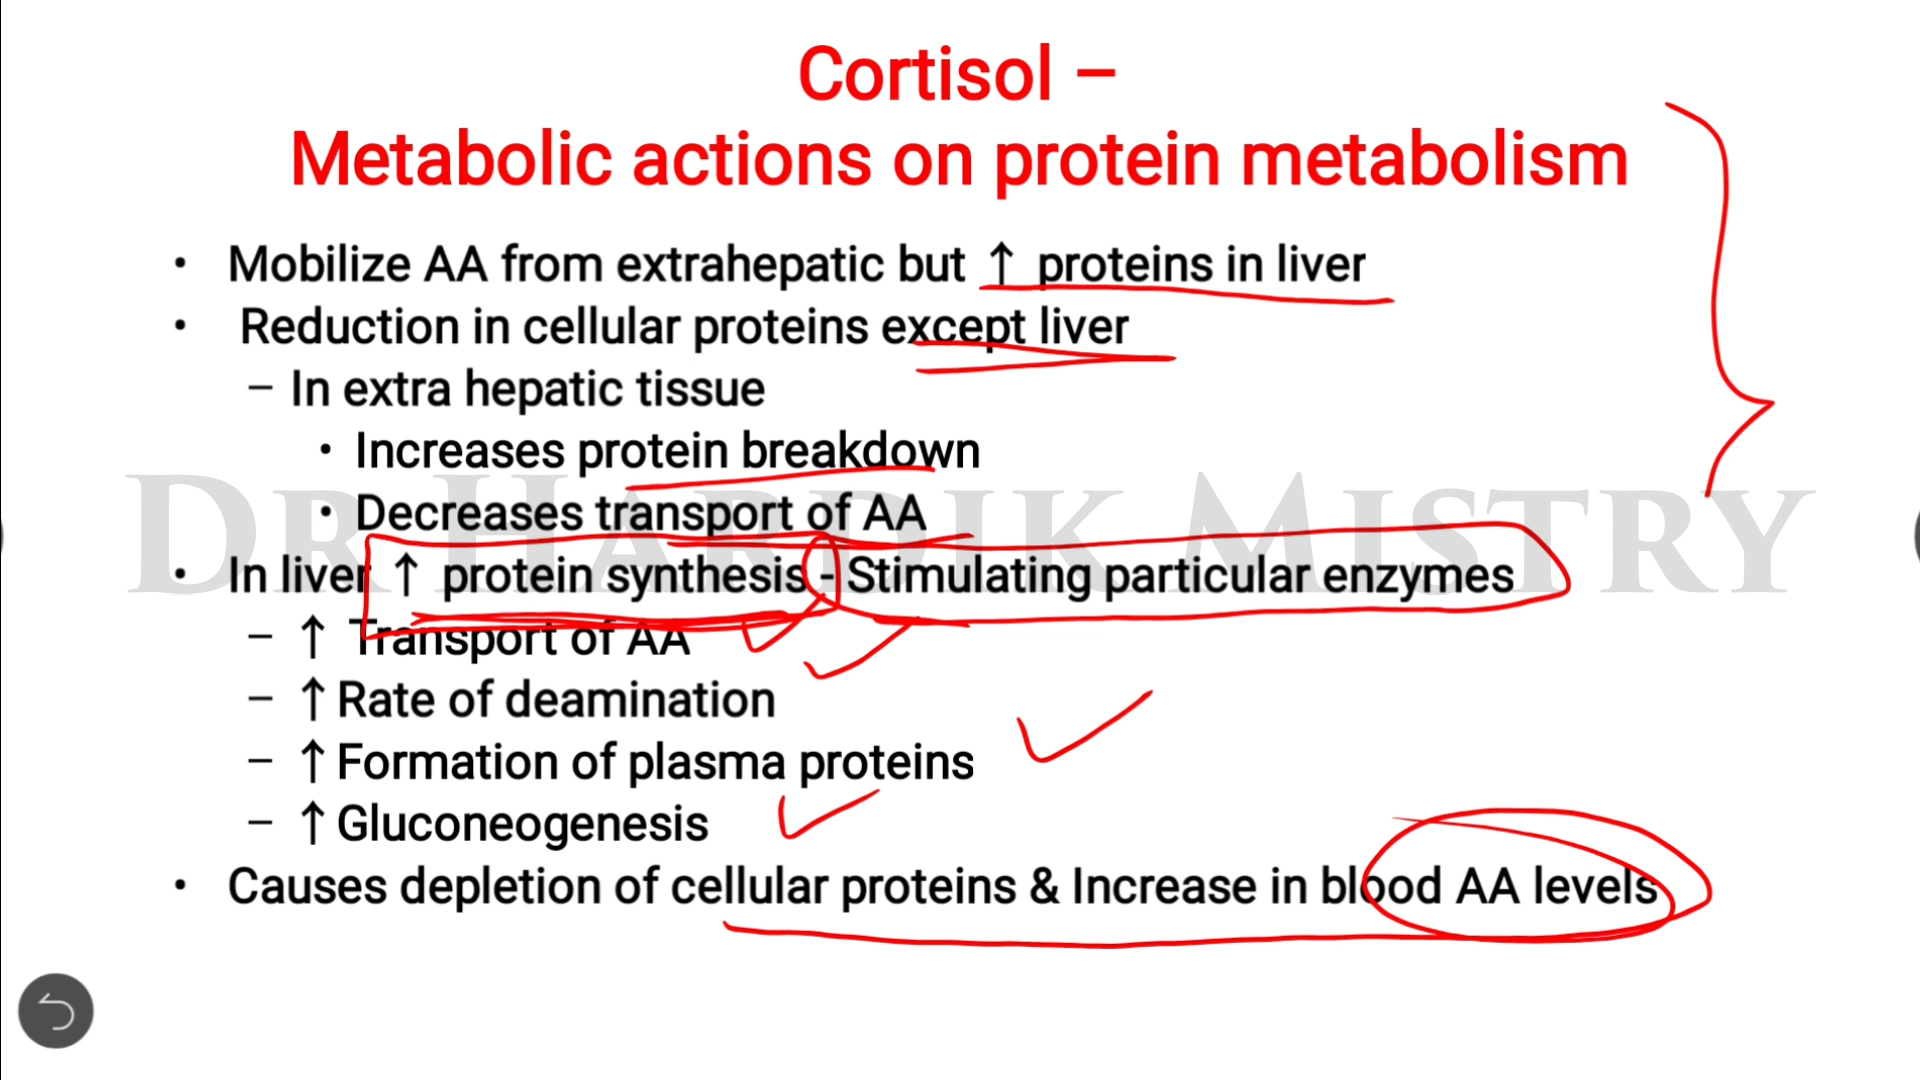 Cortisol –
Metabolic actions on protein metabolism
• Mobilize AA from extrahepatic but ↑ proteins in liver
• Reduction in cellular proteins except liver
– In extra hepatic tissue
• Increases protein breakdown
• Decreases transport of AA
• In liver ↑ protein synthesis - Stimulating particular enzymes
– ↑ Transport of AA
– ↑ Rate of deamination
– ↑ Formation of plasma proteins
– ↑ Gluconeogenesis
• Causes depletion of cellular proteins & Increase in blood AA levels
Dr Hardik Mistry